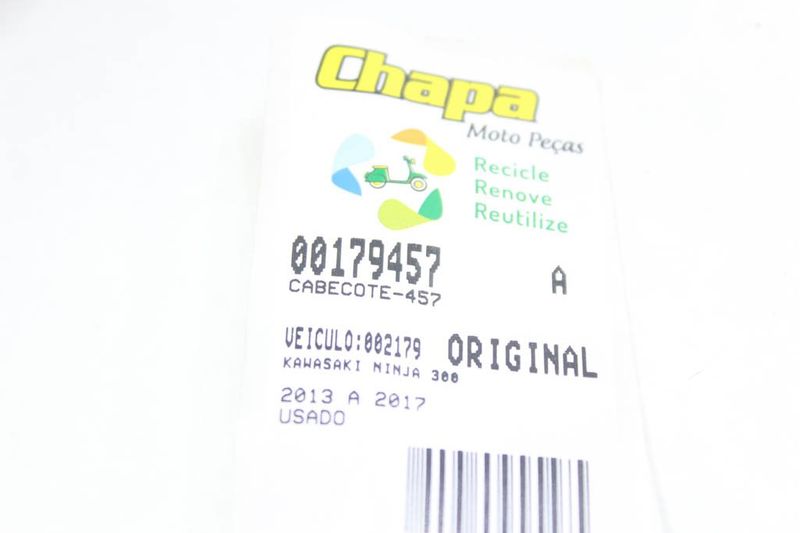 Chapa
Moto Peças
Recicle
Renove
Reutilize
00179457
A
CABECOTE-457
VEICULO:002179
ORIGINAL
KAWASAKI NINJA 300
2013 A 2017
USADO